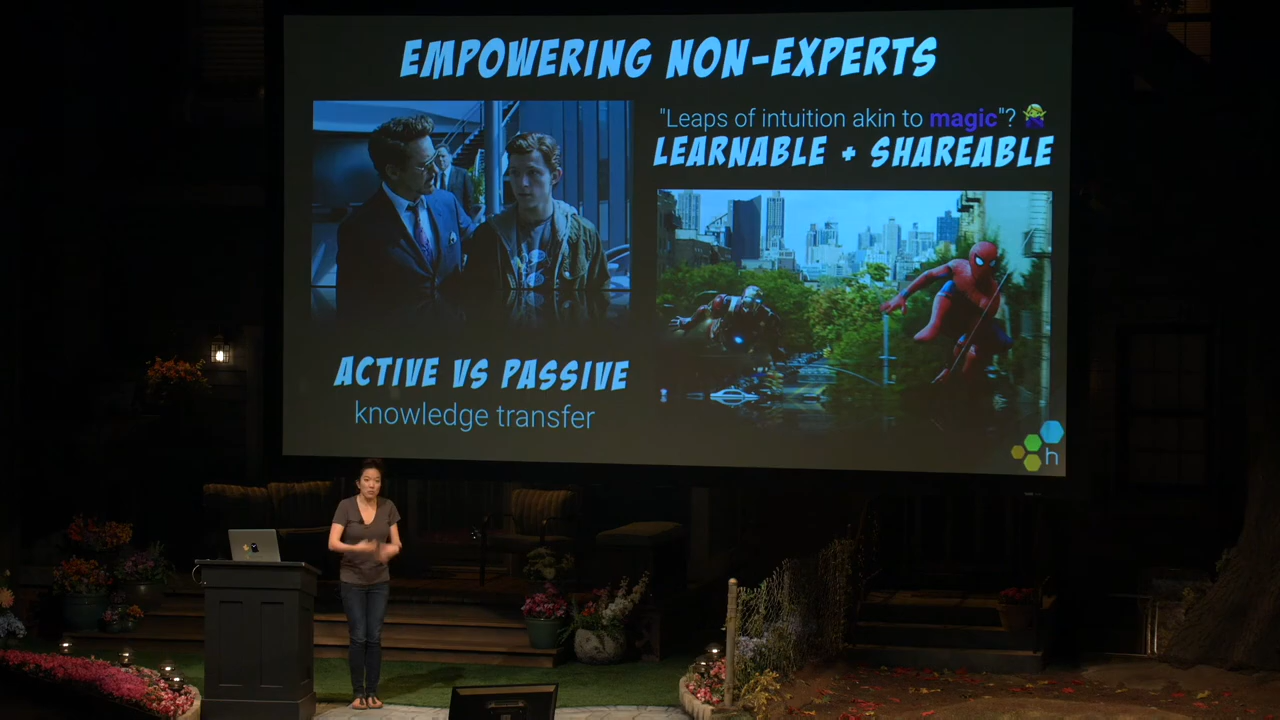 EMPOWERING NON-EXPERTS
"Leaps of intuition akin to magic"?
LEARNABLE + SHAREABLE
ACTIVE VS PASSIVE
knowledge transfer
h